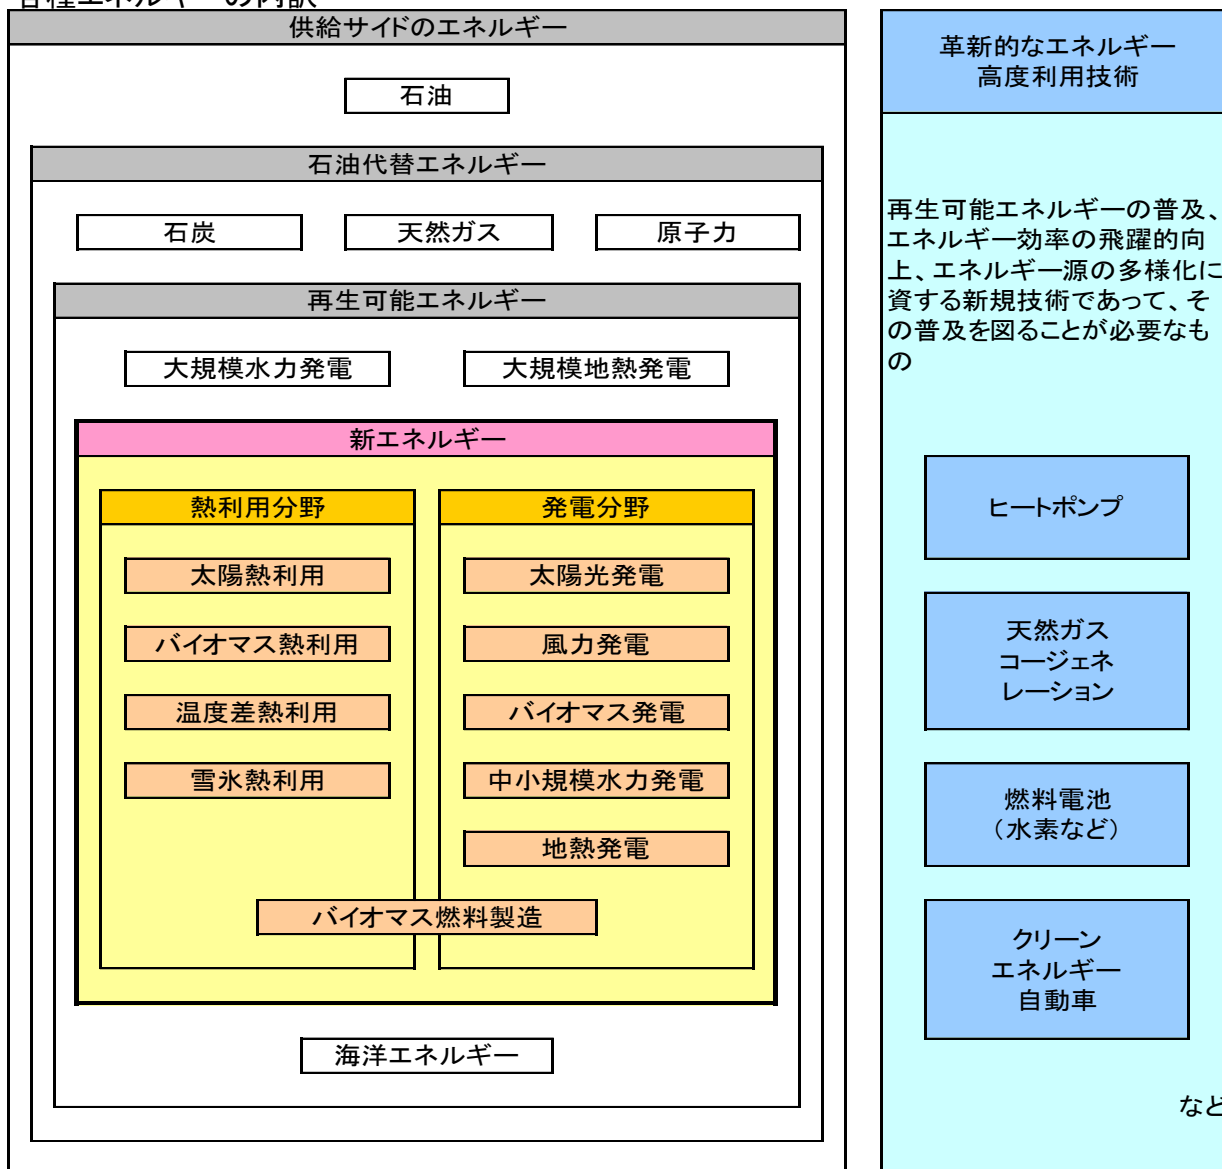 各種エネルギーの内訳
供給サイドのエネルギー
石油
石油代替エネルギー
石炭
天然ガス
原子力
再生可能エネルギー
大規模水力発電
大規模地熱発電
新エネルギー
熱利用分野
発電分野
太陽熱利用
太陽光発電
バイオマス熱利用
風力発電
温度差熱利用
バイオマス発電
雪氷熱利用
中小規模水力発電
地熱発電
バイオマス燃料製造
海洋エネルギー
革新的なエネルギー
高度利用技術
再生可能エネルギーの普及、
エネルギー効率の飛躍的向
上、エネルギー源の多様化に
資する新規技術であって、そ
の普及を図ることが必要なも
の
ヒートポンプ
天然ガス
コージェネ
レーション
燃料電池
（水素など）
クリーン
エネルギー
自動車
など